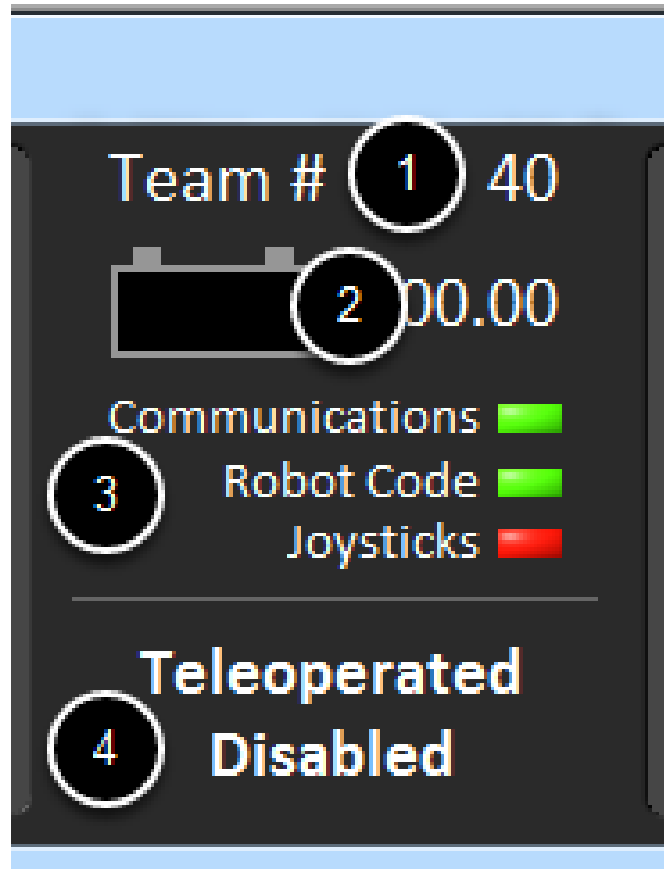 Team # 1 40
2 00.00
Communications
3 Robot Code
Joysticks
Teleoperated
4 Disabled